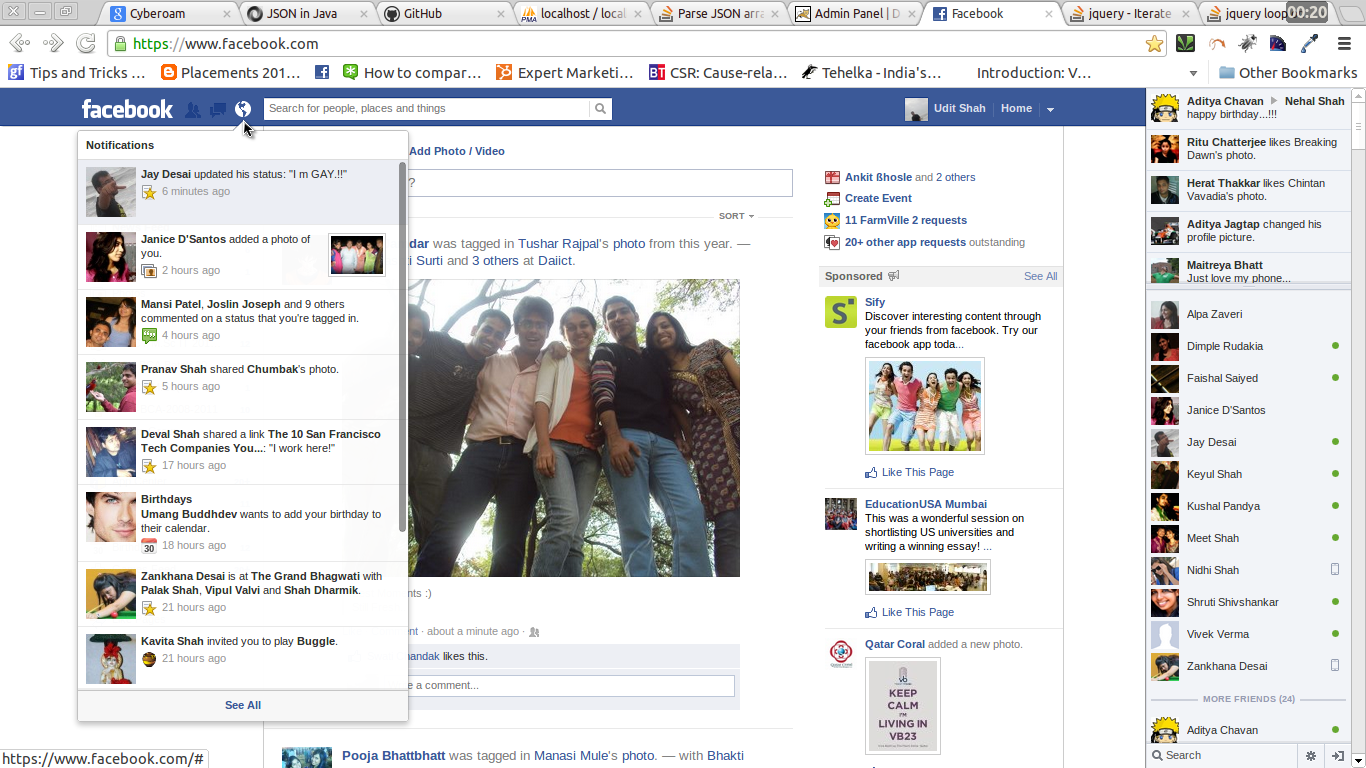 Cyberoam
JSON in Java
GitHub
localhost / local
Parse JSON arra
Admin Panel | D
Facebook
jquery - Iterate
jquery loop
00:20
https://www.facebook.com
Tips and Tricks ...
Placements 201...
How to compar...
Expert Marketi...
CSR: Cause-rela...
Tehelka - India's...
Introduction: V...
Other Bookmarks
facebook
Search for people, places and things
Udit Shah
Home
Notifications
Jay Desai updated his status: "I m GAY.!!"
6 minutes ago
Janice D'Santos added a photo of
you.
2 hours ago
Mansi Patel, Joslin Joseph and 9 others
commented on a status that you're tagged in.
4 hours ago
Pranav Shah shared Chumbak's photo.
5 hours ago
Deval Shah shared a link The 10 San Francisco
Tech Companies You...: "I work here!"
17 hours ago
Birthdays
Umang Buddhdev wants to add your birthday to
their calendar.
30
18 hours ago
Zankhana Desai is at The Grand Bhagwati with
Palak Shah, Vipul Valvi and Shah Dharmik.
21 hours ago
Kavita Shah invited you to play Buggle.
21 hours ago
See All
Add Photo / Video
?
SORT
dar was tagged in Tushar Rajpal's photo from this year. —
i Surti and 3 others at Daiict.
nts :)
nt · about a minute ago ·
nandak likes this.
e a comment...
Pooja Bhattbhatt was tagged in Manasi Mule's photo. — with Bhakti
Ankit ßhosle and 2 others
Create Event
11 FarmVille 2 requests
20+ other app requests outstanding
Sponsored
See All
Sify
Discover interesting content through
your friends from facebook. Try our
facebook app toda...
Like This Page
EducationUSA Mumbai
This was a wonderful session on
shortlisting US universities and
writing a winning essay! ...
Like This Page
Qatar Coral added a new photo.
KEEP
CALM
I'M
LIVING IN
VB23
Aditya Chavan ▶ Nehal Shah
happy birthday...!!!
Ritu Chatterjee likes Breaking
Dawn's photo.
Herat Thakkar likes Chintan
Vavadia's photo.
Aditya Jagtap changed his
profile picture.
Maitreya Bhatt
Just love my phone...
Alpa Zaveri
Dimple Rudakia
Faishal Saiyed
Janice D'Santos
Jay Desai
Keyul Shah
Kushal Pandya
Meet Shah
Nidhi Shah
Shruti Shivshankar
Vivek Verma
Zankhana Desai
MORE FRIENDS (24)
Aditya Chavan
Search
https://www.facebook.com/#